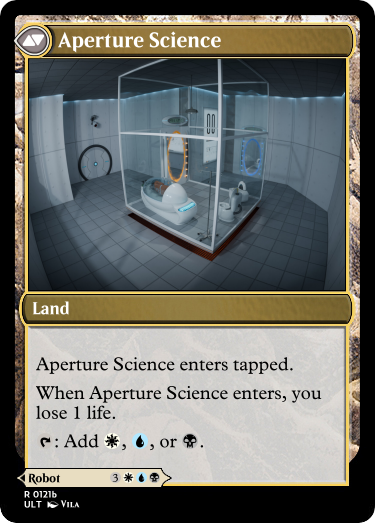 Aperture Science
Land
Aperture Science enters tapped.
When Aperture Science enters, you
lose 1 life.
: Add , , or .
Robot 3
R 0121b
ULT VILA